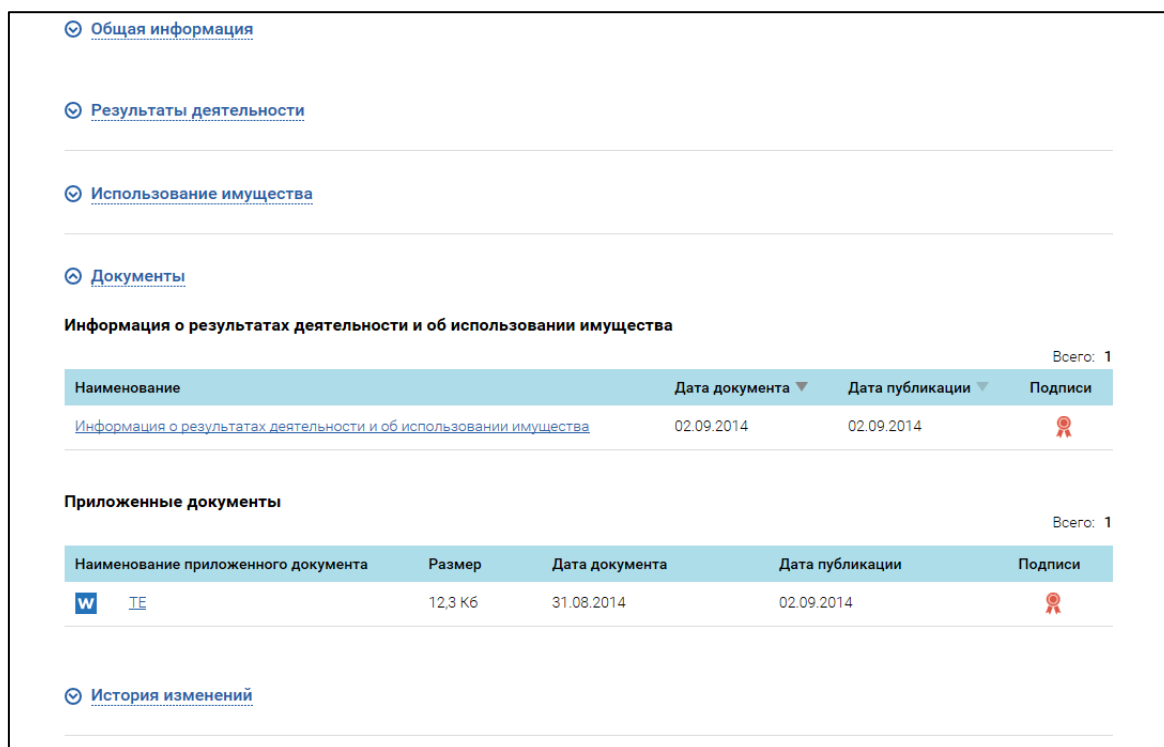 Общая информация
Результаты деятельности
Использование имущества
Документы
Информация о результатах деятельности и об использовании имущества
Всего: 1
Наименование Дата документа Дата публикации Подписи
Информация о результатах деятельности и об использовании имущества 02.09.2014 02.09.2014
Приложенные документы
Всего: 1
Наименование приложенного документа Размер Дата документа Дата публикации Подписи
W ТЕ 12,3 Кб 31.08.2014 02.09.2014
История изменений